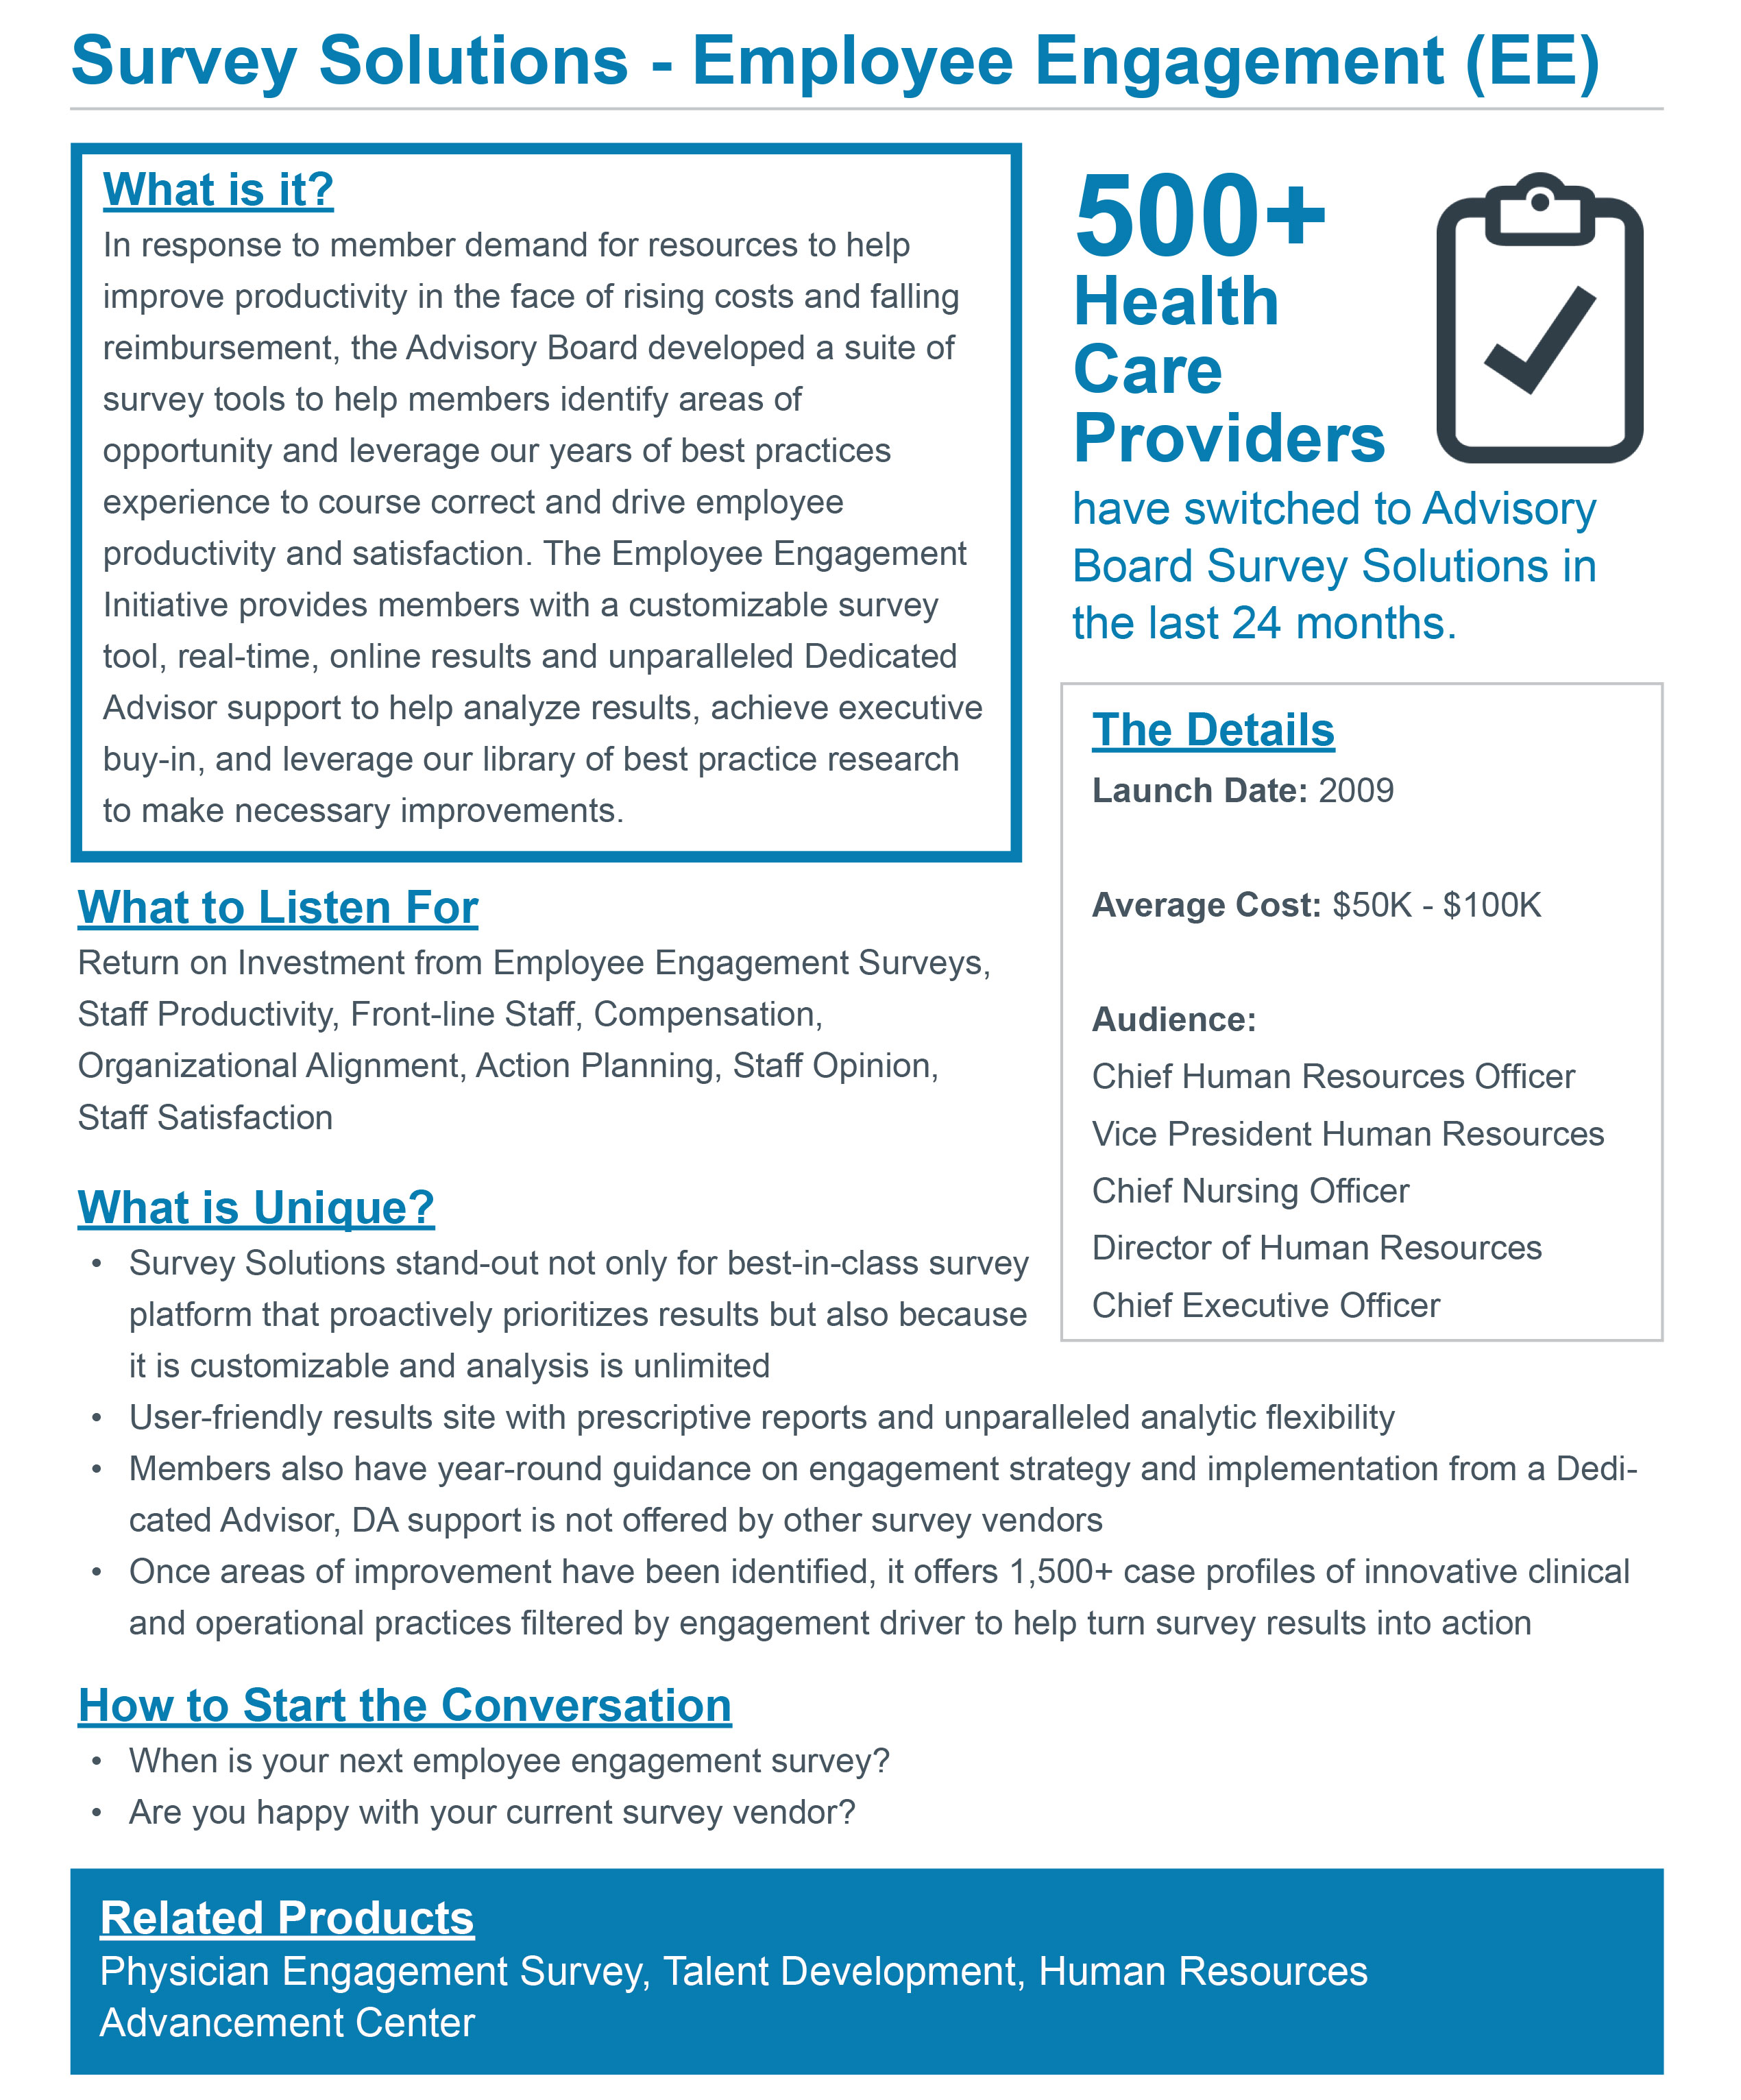 Survey Solutions - Employee Engagement (EE)
What is it?
In response to member demand for resources to help
improve productivity in the face of rising costs and falling
reimbursement, the Advisory Board developed a suite of
survey tools to help members identify areas of
opportunity and leverage our years of best practices
experience to course correct and drive employee
productivity and satisfaction. The Employee Engagement
Initiative provides members with a customizable survey
tool, real-time, online results and unparalleled Dedicated
Advisor support to help analyze results, achieve executive
buy-in, and leverage our library of best practice research
to make necessary improvements.
500+
Health
Care
Providers
have switched to Advisory
Board Survey Solutions in
the last 24 months.
The Details
Launch Date: 2009
Average Cost: $50K - $100K
Audience:
Chief Human Resources Officer
Vice President Human Resources
Chief Nursing Officer
Director of Human Resources
Chief Executive Officer
What to Listen For
Return on Investment from Employee Engagement Surveys,
Staff Productivity, Front-line Staff, Compensation,
Organizational Alignment, Action Planning, Staff Opinion,
Staff Satisfaction
What is Unique?
• Survey Solutions stand-out not only for best-in-class survey
platform that proactively prioritizes results but also because
it is customizable and analysis is unlimited
• User-friendly results site with prescriptive reports and unparalleled analytic flexibility
• Members also have year-round guidance on engagement strategy and implementation from a Dedi-
cated Advisor, DA support is not offered by other survey vendors
• Once areas of improvement have been identified, it offers 1,500+ case profiles of innovative clinical
and operational practices filtered by engagement driver to help turn survey results into action
How to Start the Conversation
• When is your next employee engagement survey?
• Are you happy with your current survey vendor?
Related Products
Physician Engagement Survey, Talent Development, Human Resources
Advancement Center